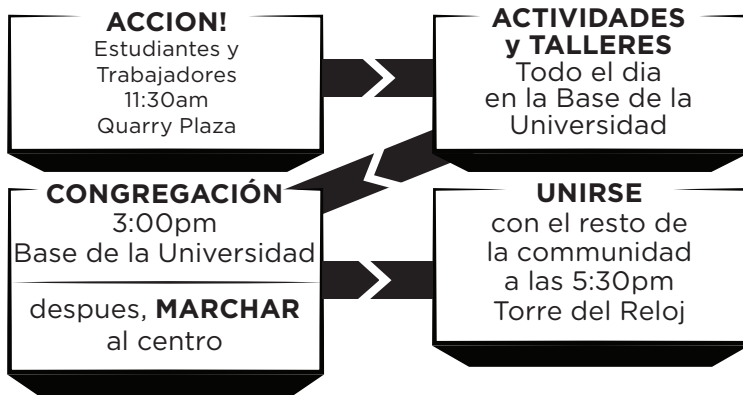 ACCION!
Estudiantes y
Trabajadores
11:30am
Quarry Plaza
ACTIVIDADES
y TALLERES
Todo el dia
en la Base de la
Universidad
CONGREGACIÓN
3:00pm
Base de la Universidad
despues, MARCHAR
al centro
UNIRSE
con el resto de
la communidad
a las 5:30pm
Torre del Reloj